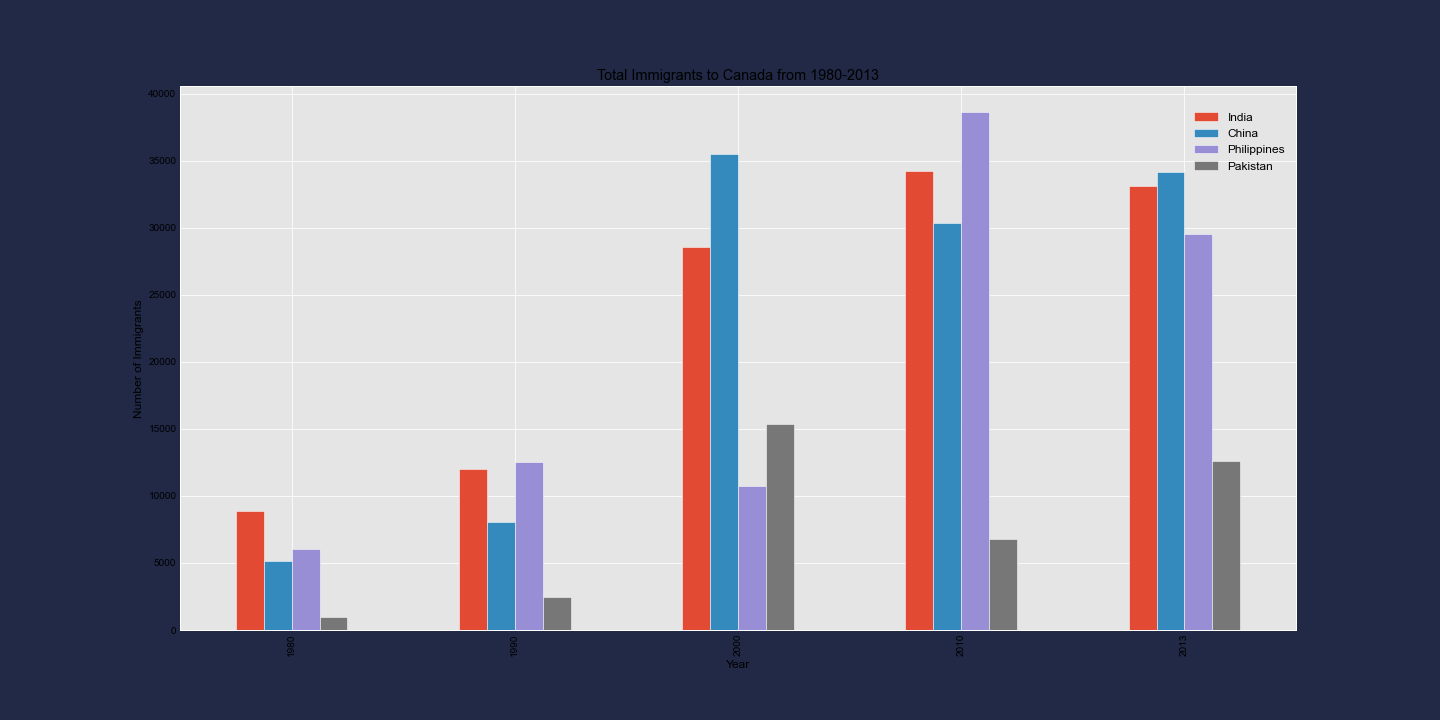 Total Immigrants to Canada from 1980-2013
40000
35000
30000
25000
20000
15000
10000
5000
0
Number of Immigrants
India
China
Philippines
Pakistan
1980
1990
2000
2010
2013
Year